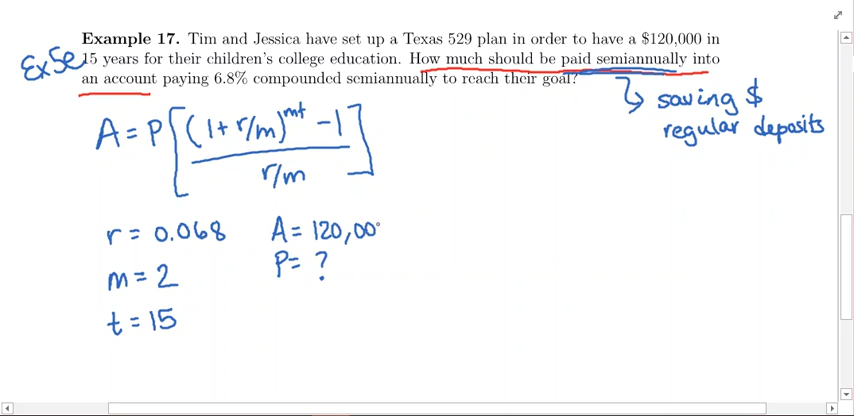 Example 17. Tim and Jessica have set up a Texas 529 plan in order to have a $120,000 in
Ex 5e
15 years for their children's college education. How much should be paid semiannually into
an account paying 6.8% compounded semiannually to reach their goal?
saving $
regular deposits
A = P[((1 + r/m)^mt - 1) / (r/m)]
r = 0.068 A = 120,000
m = 2 P = ?
t = 15